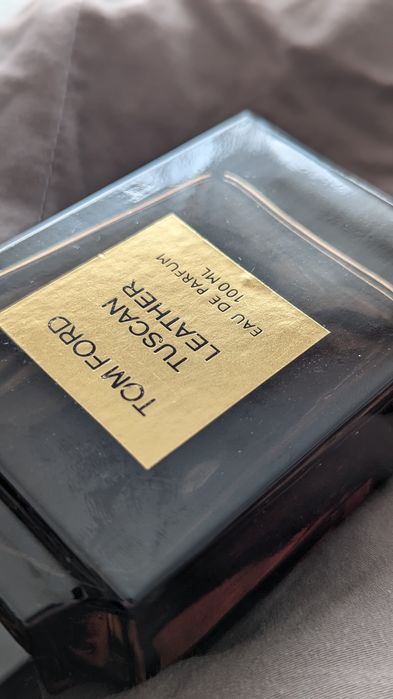 TOM FORD
TUSCAN
LEATHER
EAU DE PARFUM
100 ML